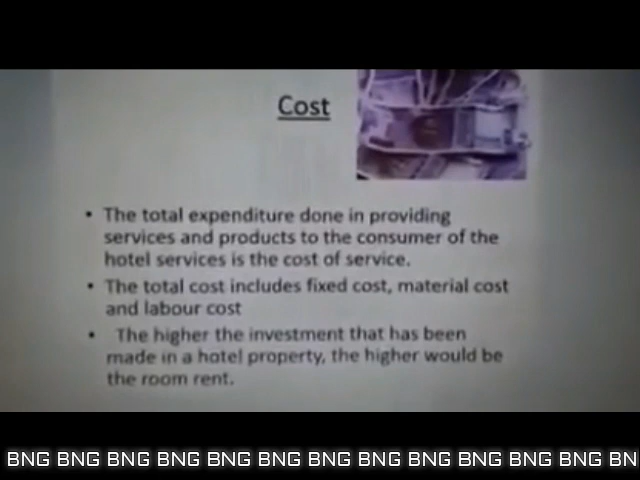 Cost
• The total expenditure done in providing
services and products to the consumer of the
hotel services is the cost of service.
• The total cost includes fixed cost, material cost
and labour cost
• The higher the investment that has been
made in a hotel property, the higher would be
the room rent.
BNG BNG BNG BNG BNG BNG BNG BNG BNG BNG BNG BNG BN